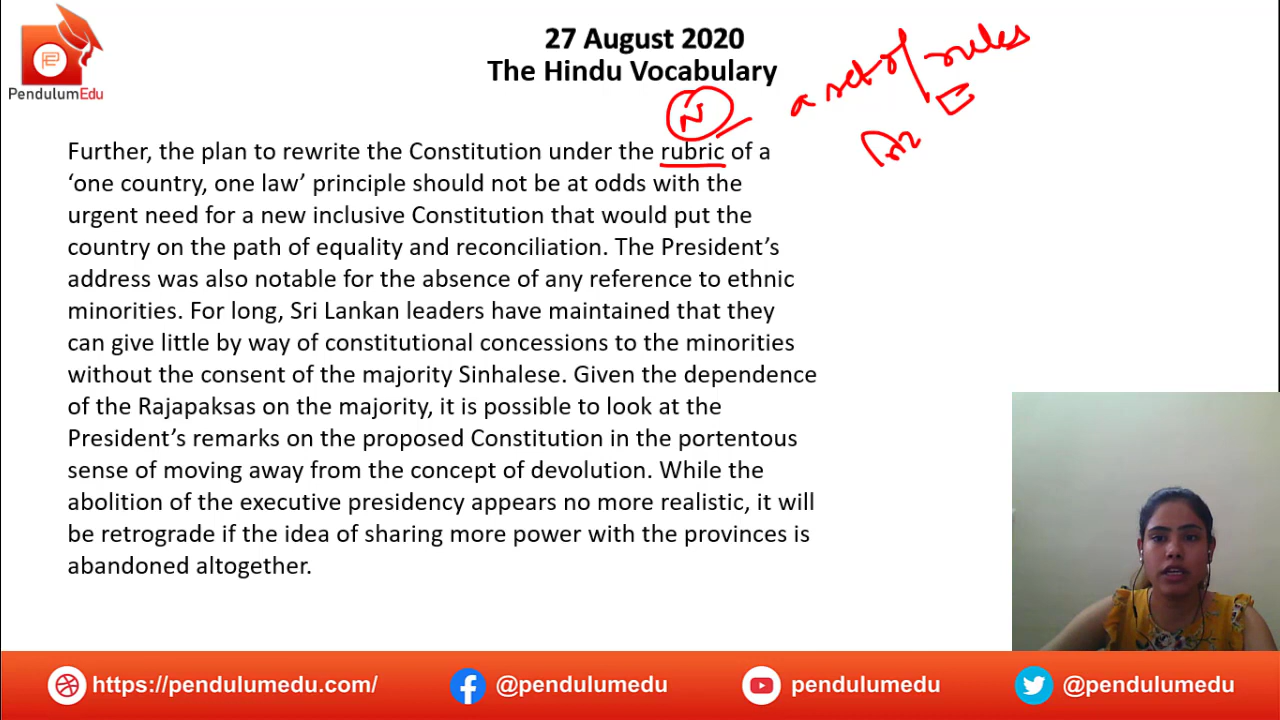 PendulumEdu
27 August 2020
The Hindu Vocabulary
N
a set of rules
Further, the plan to rewrite the Constitution under the rubric of a
‘one country, one law’ principle should not be at odds with the
urgent need for a new inclusive Constitution that would put the
country on the path of equality and reconciliation. The President’s
address was also notable for the absence of any reference to ethnic
minorities. For long, Sri Lankan leaders have maintained that they
can give little by way of constitutional concessions to the minorities
without the consent of the majority Sinhalese. Given the dependence
of the Rajapaksas on the majority, it is possible to look at the
President’s remarks on the proposed Constitution in the portentous
sense of moving away from the concept of devolution. While the
abolition of the executive presidency appears no more realistic, it will
be retrograde if the idea of sharing more power with the provinces is
abandoned altogether.
https://pendulumedu.com/
@pendulumedu
pendulumedu
@pendulumedu